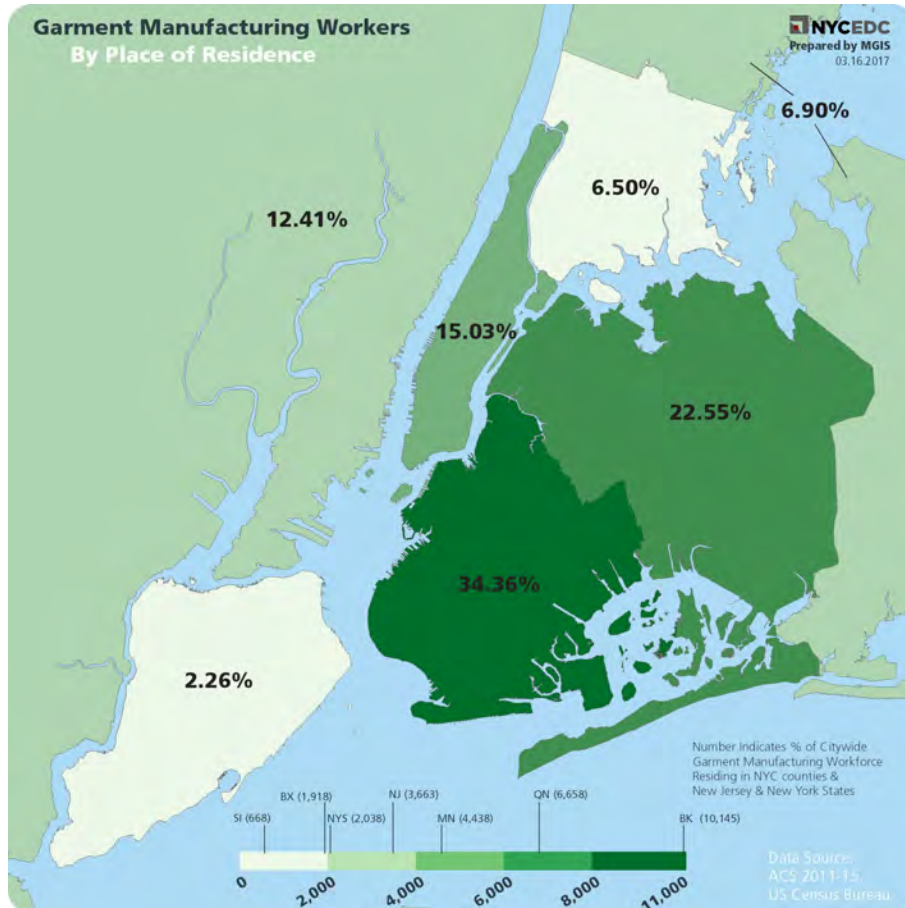 Garment Manufacturing Workers
By Place of Residence
NYCEDC
Prepared by MGIS
03.16.2017
6.90%
6.50%
12.41%
15.03%
22.55%
34.36%
2.26%
Number Indicates % of Citywide
Garment Manufacturing Workforce
Residing in NYC counties &
New Jersey & New York States
BX (1,918)
NJ (3,663)
QN (6,658)
SI (668)
NYS (2,038)
MN (4,438)
BK (10,145)
0
2,000
4,000
6,000
8,000
11,000
Data Source:
ACS 2011-15,
US Census Bureau